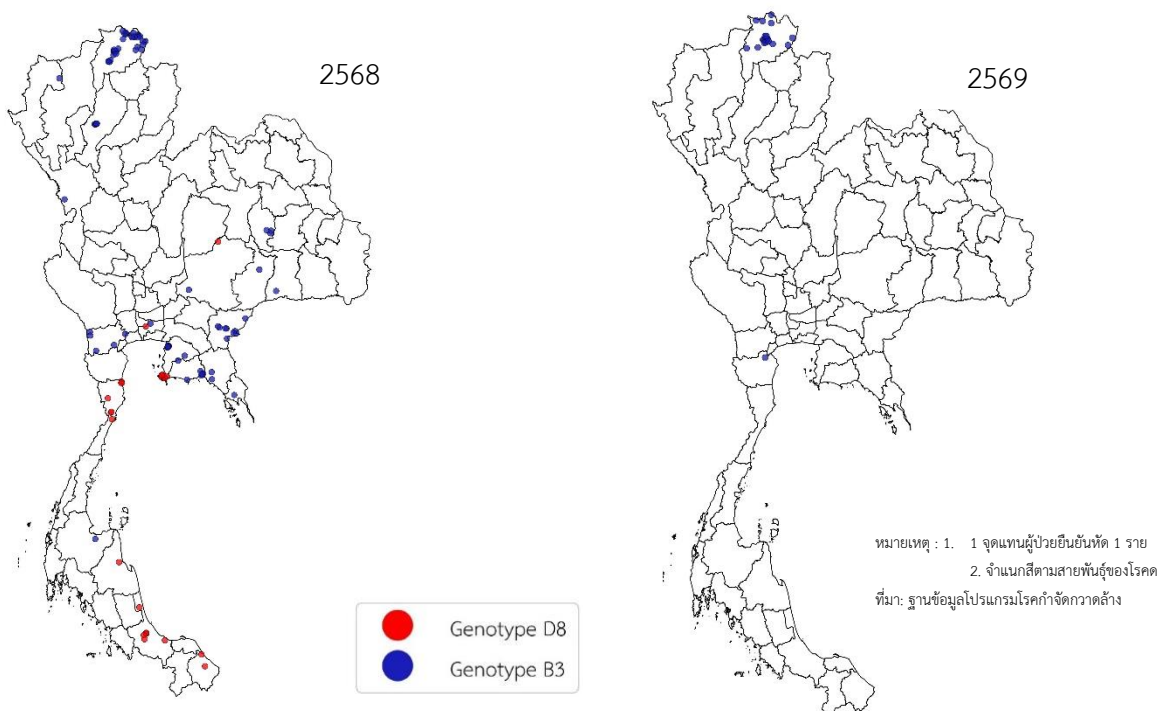 2568
2569
Genotype D8
Genotype B3
หมายเหตุ : 1. 1 จุดแทนผู้ป่วยยืนยันหัด 1 ราย
2. จำแนกสีตามสายพันธุ์ของโรคด
ที่มา: ฐานข้อมูลโปรแกรมโรคกำจัดกวาดล้าง